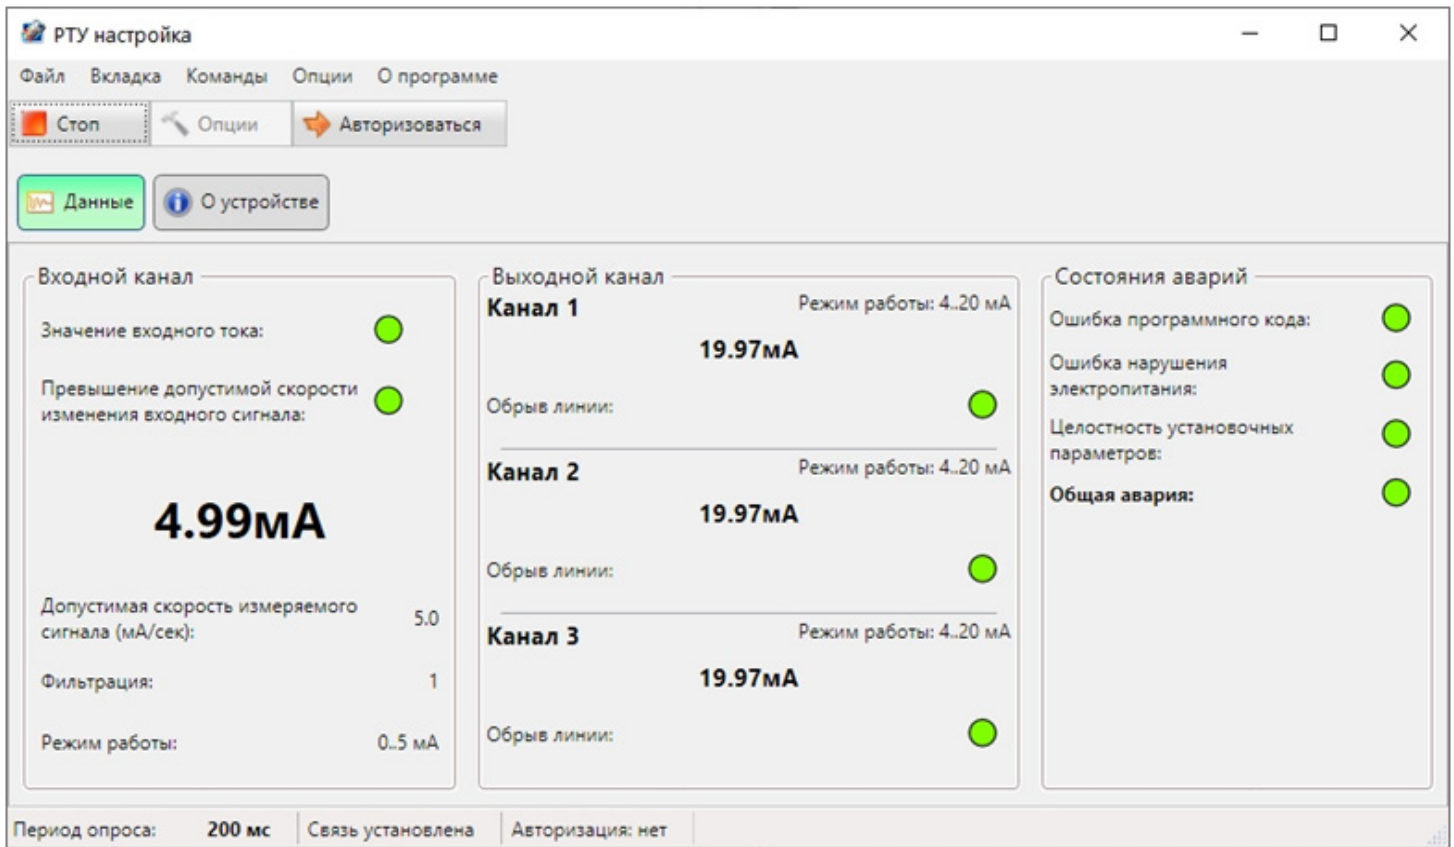 РТУ настройка
Файл Вкладка Команды Опции О программе
Стоп Опции Авторизоваться
Данные О устройстве
Входной канал
Значение входного тока:
Превышение допустимой скорости
изменения входного сигнала:
4.99мА
Допустимая скорость измеряемого
сигнала (мА/сек):
5.0
Фильтрация: 1
Режим работы: 0..5 мА
Выходной канал
Канал 1 Режим работы: 4..20 мА
19.97мА
Обрыв линии:
Канал 2 Режим работы: 4..20 мА
19.97мА
Обрыв линии:
Канал 3 Режим работы: 4..20 мА
19.97мА
Обрыв линии:
Состояния аварий
Ошибка программного кода:
Ошибка нарушения
электропитания:
Целостность установочных
параметров:
Общая авария:
Период опроса: 200 мс Связь установлена Авторизация: нет